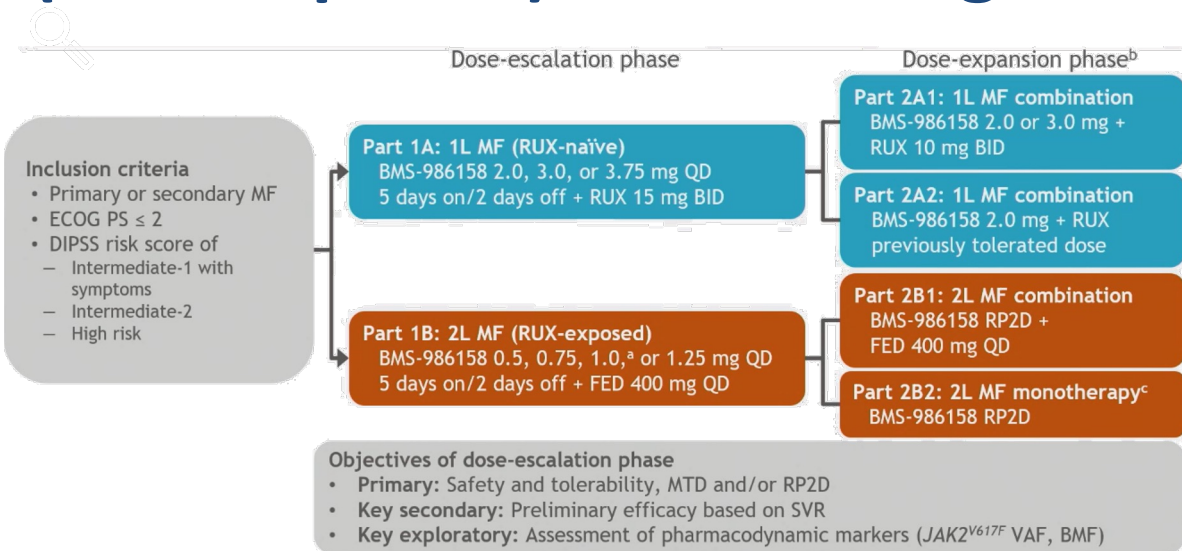 Dose-escalation phase
Dose-expansion phaseᵇ
Inclusion criteria
• Primary or secondary MF
• ECOG PS ≤ 2
• DIPSS risk score of
– Intermediate-1 with
symptoms
– Intermediate-2
– High risk
Part 1A: 1L MF (RUX-naïve)
BMS-986158 2.0, 3.0, or 3.75 mg QD
5 days on/2 days off + RUX 15 mg BID
Part 1B: 2L MF (RUX-exposed)
BMS-986158 0.5, 0.75, 1.0,ᵃ or 1.25 mg QD
5 days on/2 days off + FED 400 mg QD
Part 2A1: 1L MF combination
BMS-986158 2.0 or 3.0 mg +
RUX 10 mg BID
Part 2A2: 1L MF combination
BMS-986158 2.0 mg + RUX
previously tolerated dose
Part 2B1: 2L MF combination
BMS-986158 RP2D +
FED 400 mg QD
Part 2B2: 2L MF monotherapyᶜ
BMS-986158 RP2D
Objectives of dose-escalation phase
• Primary: Safety and tolerability, MTD and/or RP2D
• Key secondary: Preliminary efficacy based on SVR
• Key exploratory: Assessment of pharmacodynamic markers (JAK2V617F VAF, BMF)